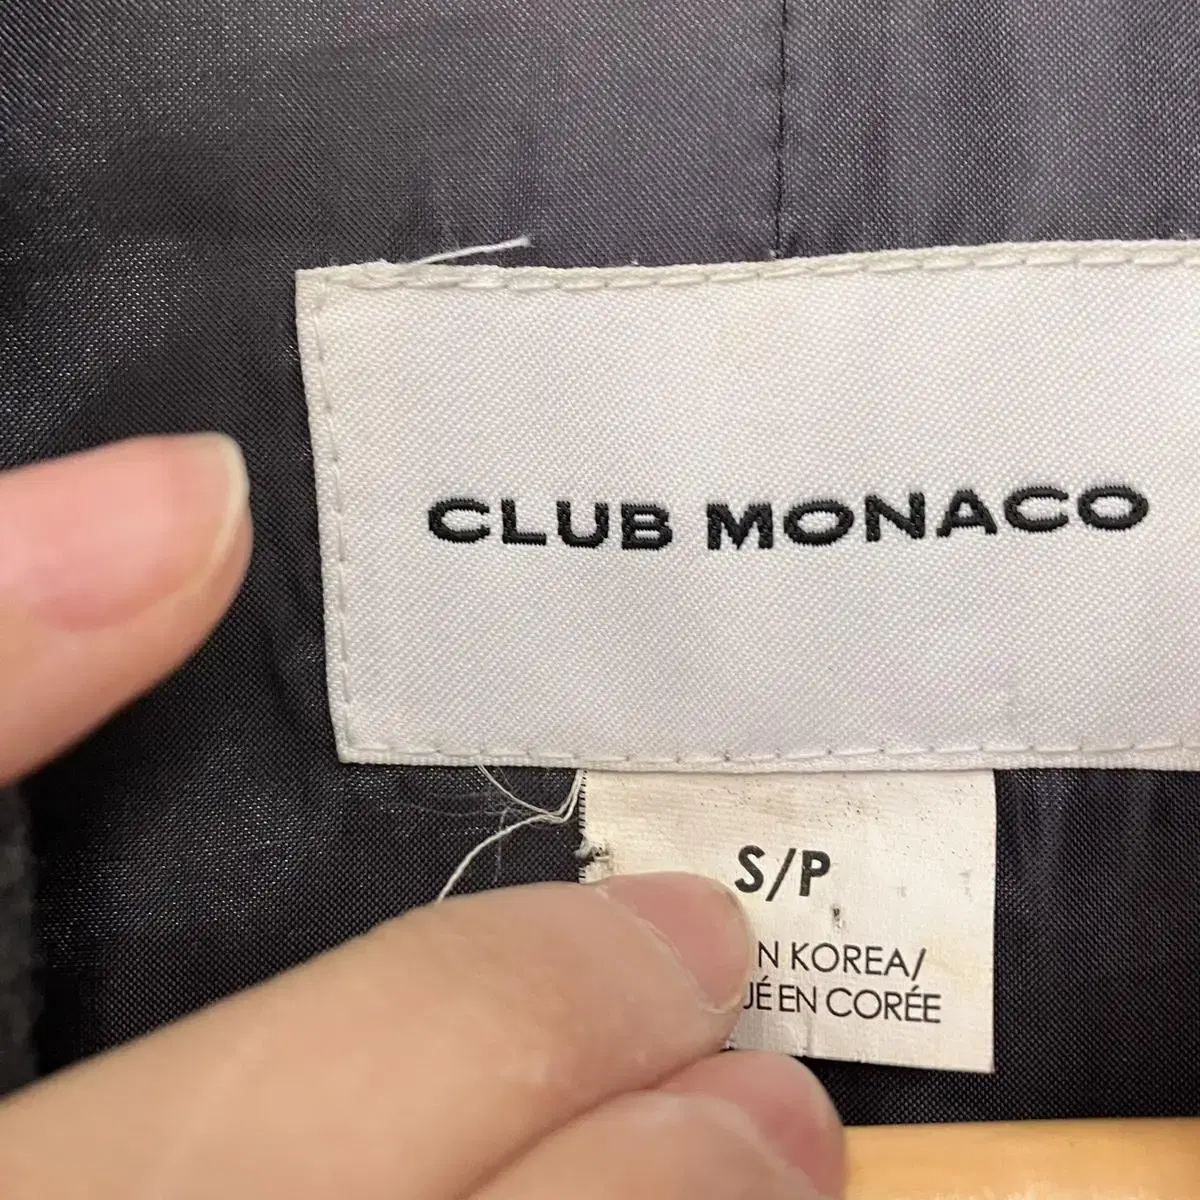 CLUB MONACO
S/P
N KOREA/
UÉ EN CORÉE